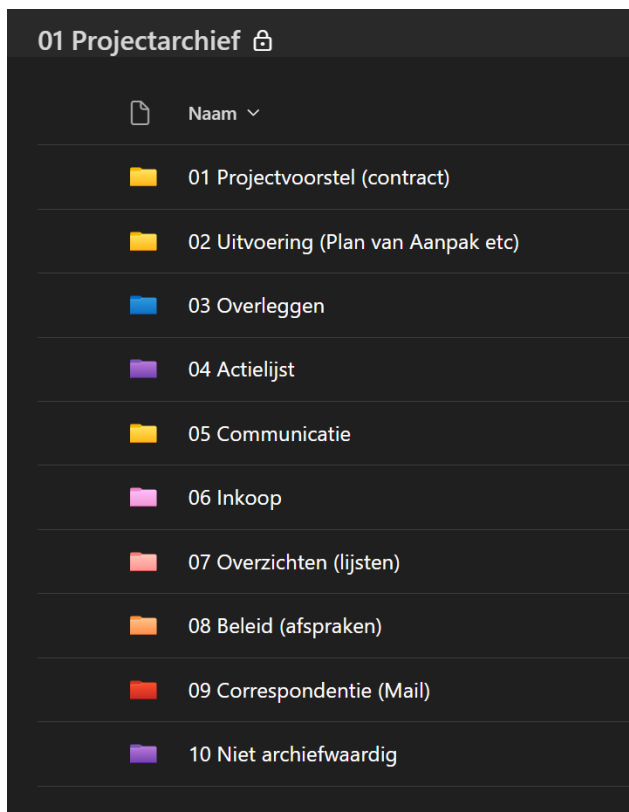 01 Projectarchief
Naam
01 Projectvoorstel (contract)
02 Uitvoering (Plan van Aanpak etc)
03 Overleggen
04 Actielijst
05 Communicatie
06 Inkoop
07 Overzichten (lijsten)
08 Beleid (afspraken)
09 Correspondentie (Mail)
10 Niet archiefwaardig